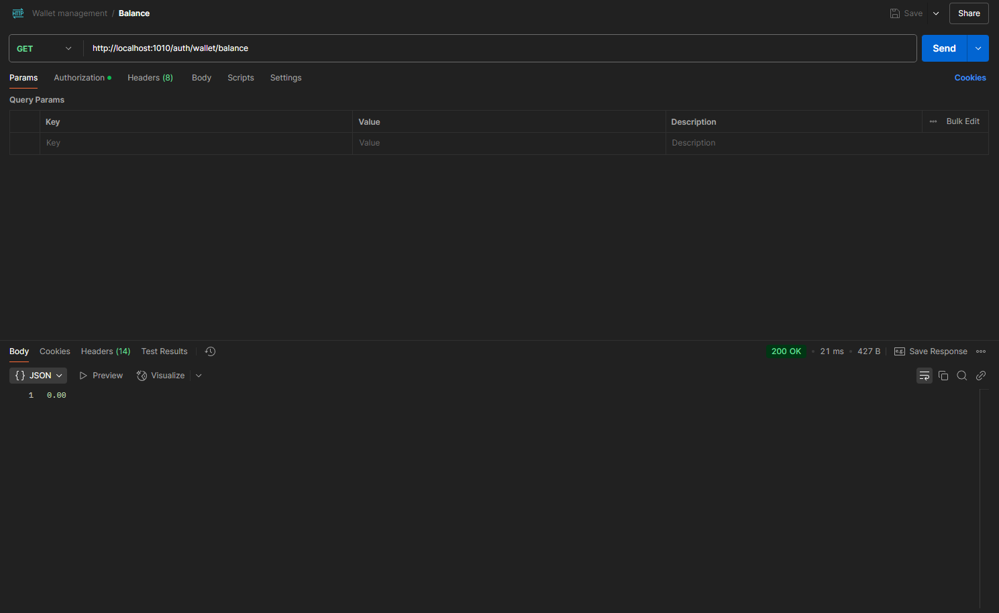 HTTP Wallet management / Balance Save Share
GET http://localhost:1010/auth/wallet/balance Send
Params Authorization Headers (8) Body Scripts Settings Cookies
Query Params
Key Value Description ••• Bulk Edit
Key Value Description
Body Cookies Headers (14) Test Results 200 OK • 21 ms • 427 B e.g. Save Response
{} JSON Preview Visualize
1 0.00